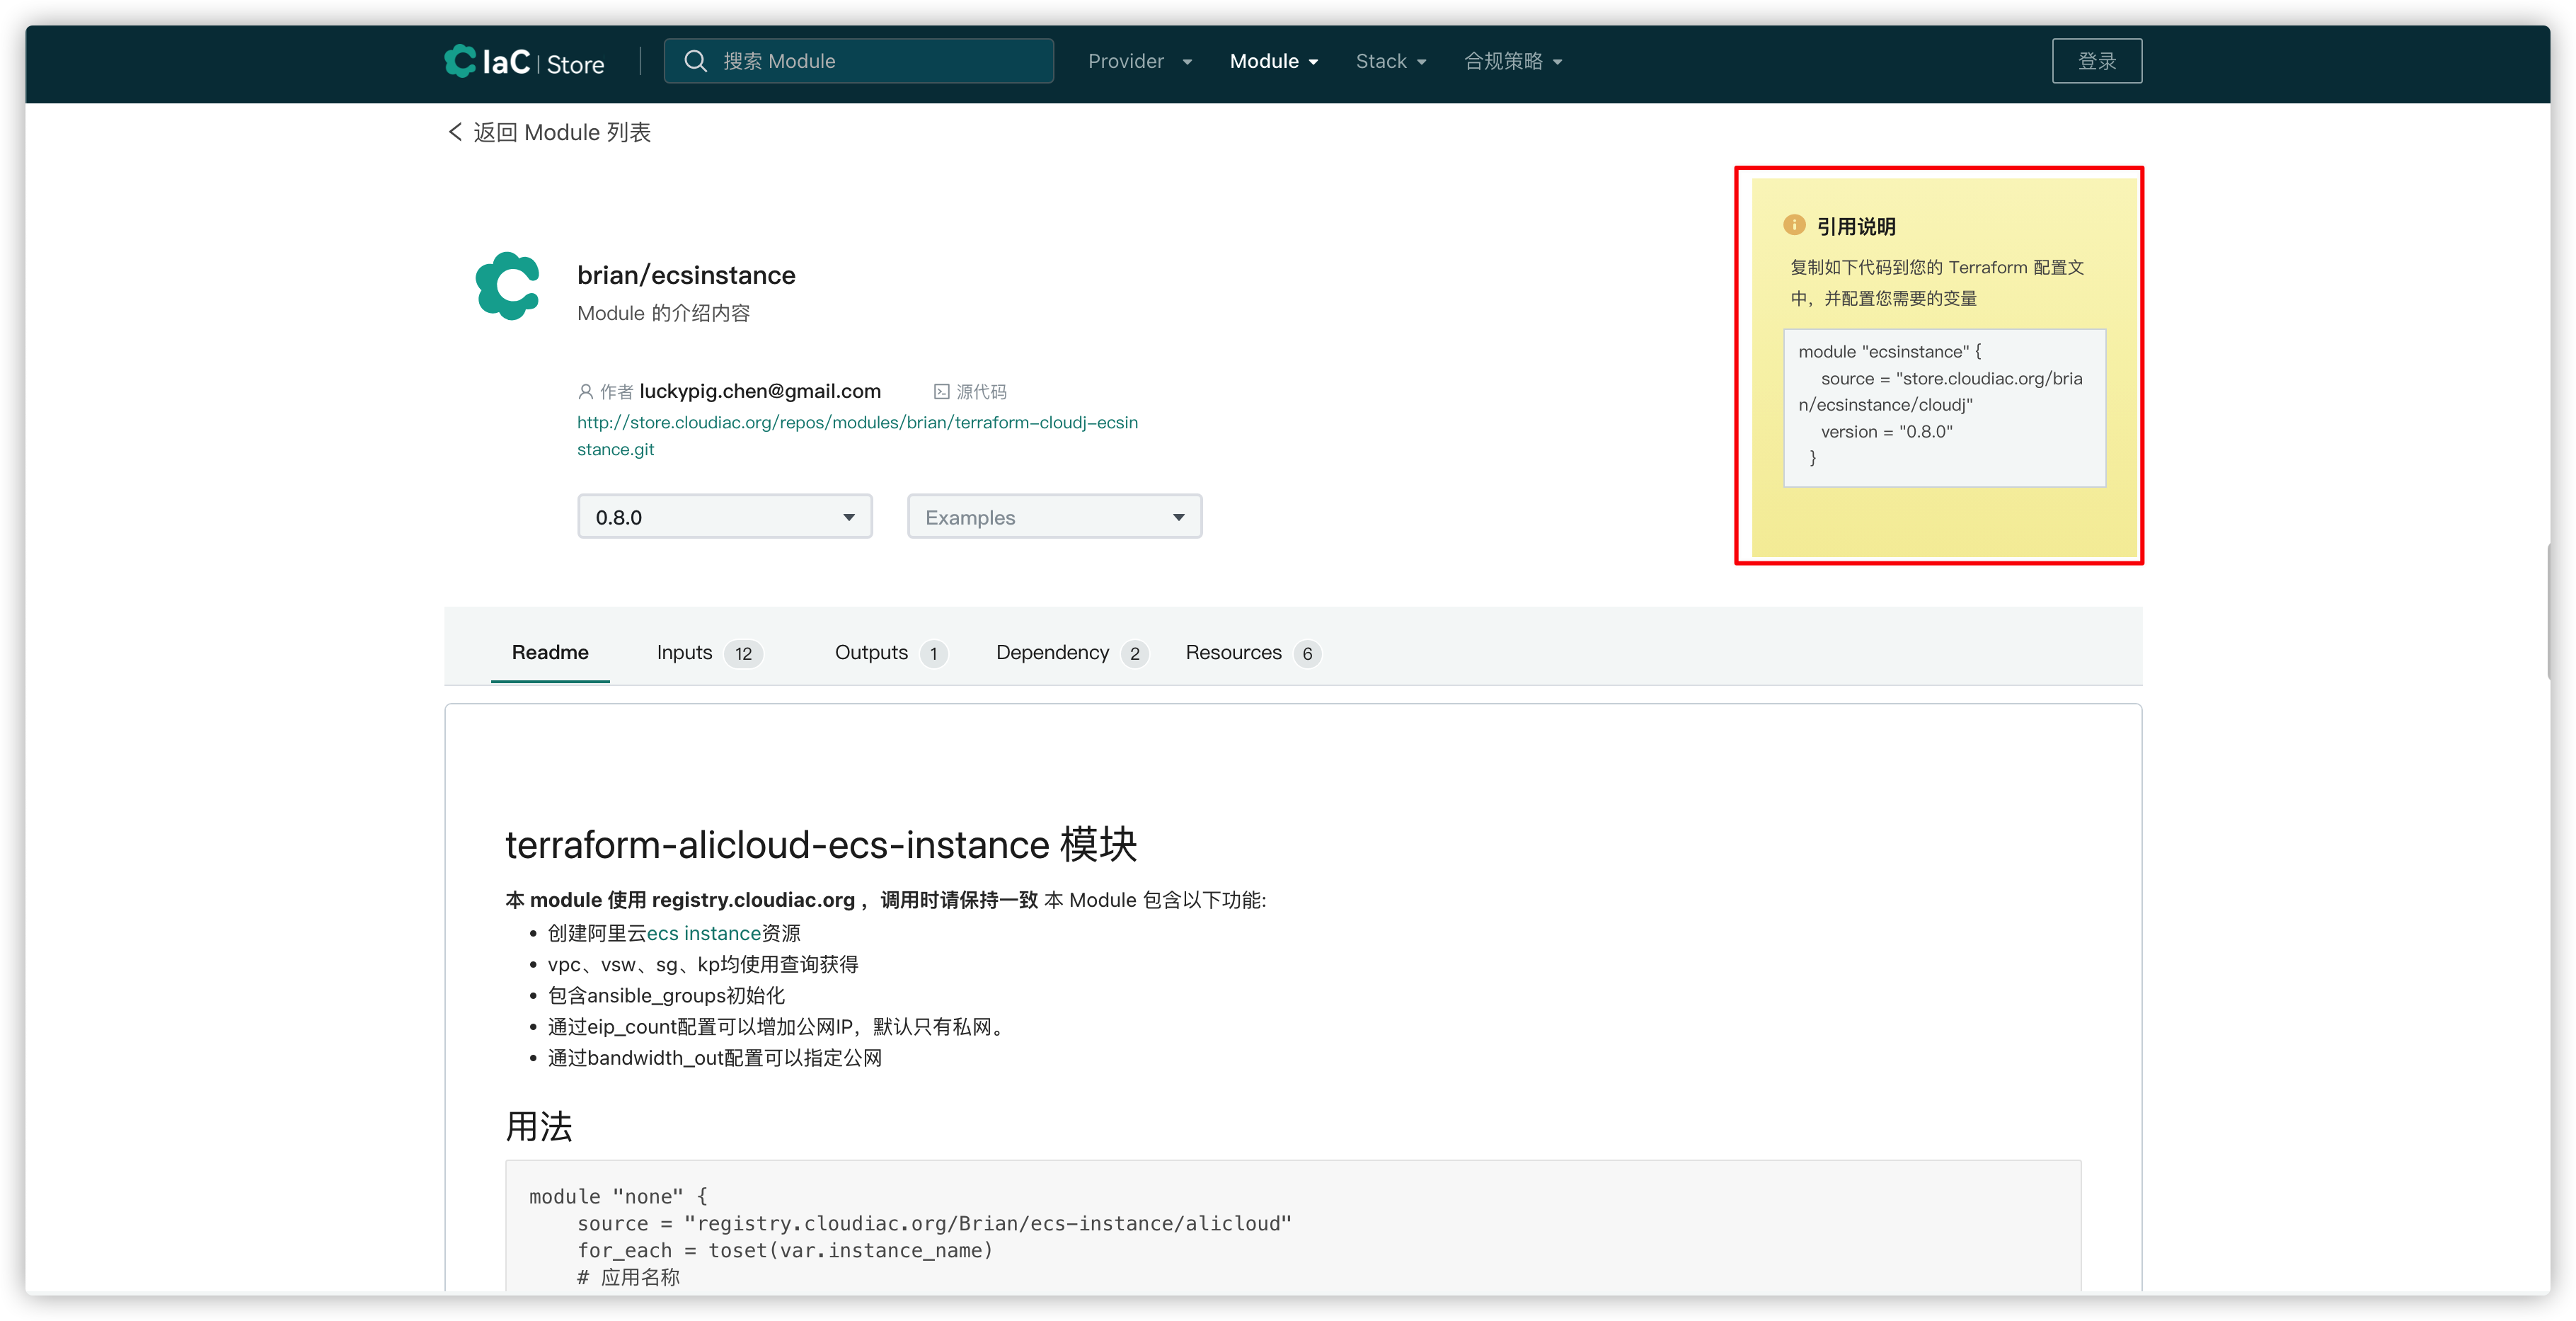 IaC | Store
搜索 Module
Provider
Module
Stack
合规策略
登录
返回 Module 列表
brian/ecsinstance
Module 的介绍内容
作者 luckypig.chen@gmail.com
源代码
http://store.cloudiac.org/repos/modules/brian/terraform-cloudj-ecsin
stance.git
0.8.0
Examples
引用说明
复制如下代码到您的 Terraform 配置文
中，并配置您需要的变量
module "ecsinstance" {
source = "store.cloudiac.org/bria
n/ecsinstance/cloudj"
version = "0.8.0"
}
Readme
Inputs 12
Outputs 1
Dependency 2
Resources 6
terraform-alicloud-ecs-instance 模块
本 module 使用 registry.cloudiac.org ，调用时请保持一致 本 Module 包含以下功能:
• 创建阿里云ecs instance资源
• vpc、vsw、sg、kp均使用查询获得
• 包含ansible_groups初始化
• 通过eip_count配置可以增加公网IP，默认只有私网。
• 通过bandwidth_out配置可以指定公网
用法
module "none" {
source = "registry.cloudiac.org/Brian/ecs-instance/alicloud"
for_each = toset(var.instance_name)
# 应用名称